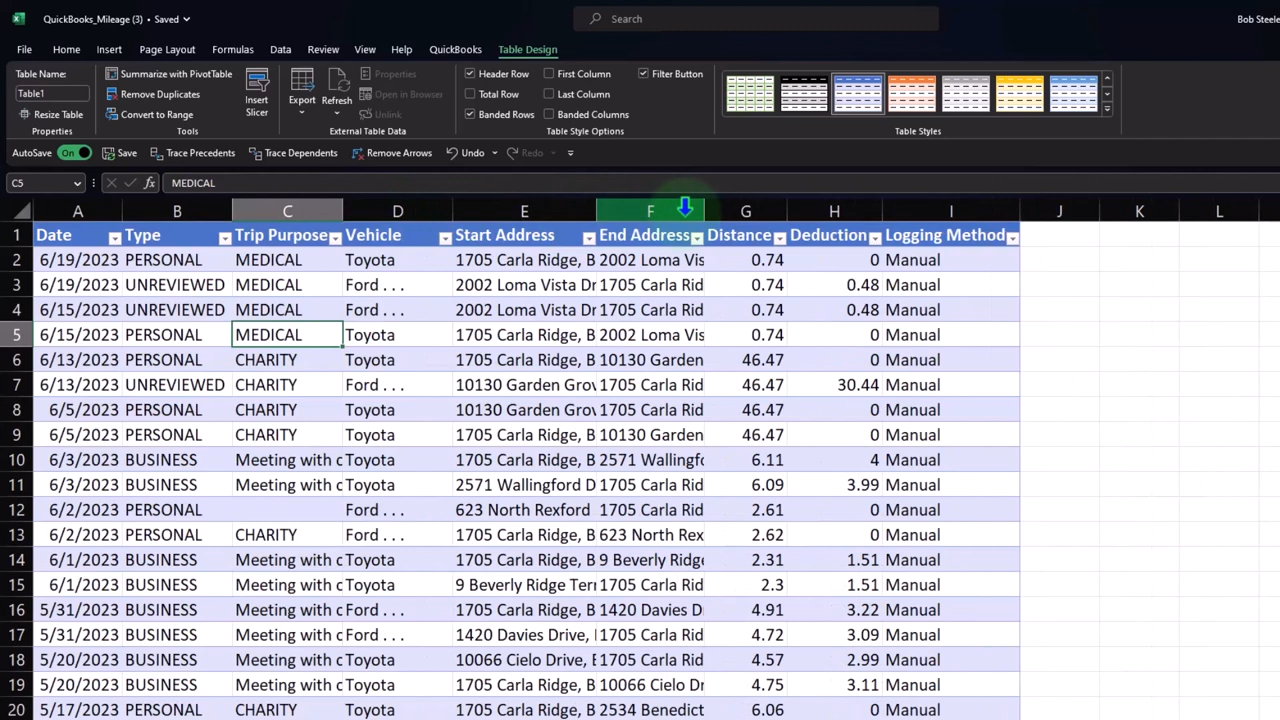 QuickBooks_Mileage (3) • Saved Search Bob Steele
File Home Insert Page Layout Formulas Data Review View Help QuickBooks Table Design
Table Name: Summarize with PivotTable Properties Header Row First Column Filter Button
Table1 Remove Duplicates Open in Browser Total Row Last Column
Resize Table Convert to Range Insert Slicer Export Refresh Unlink Banded Rows Banded Columns
Properties Tools External Table Data Table Style Options Table Styles
AutoSave On Save Trace Precedents Trace Dependents Remove Arrows Undo Redo
C5 fx MEDICAL
A B C D E F G H I J K L
1 Date Type Trip Purpose Vehicle Start Address End Address Distance Deduction Logging Method
2 6/19/2023 PERSONAL MEDICAL Toyota 1705 Carla Ridge, B 2002 Loma Vis 0.74 0 Manual
3 6/19/2023 UNREVIEWED MEDICAL Ford . . . 2002 Loma Vista Dr 1705 Carla Rid 0.74 0.48 Manual
4 6/15/2023 UNREVIEWED MEDICAL Ford . . . 2002 Loma Vista Dr 1705 Carla Rid 0.74 0.48 Manual
5 6/15/2023 PERSONAL MEDICAL Toyota 1705 Carla Ridge, B 2002 Loma Vis 0.74 0 Manual
6 6/13/2023 PERSONAL CHARITY Toyota 1705 Carla Ridge, B 10130 Garden 46.47 0 Manual
7 6/13/2023 UNREVIEWED CHARITY Ford . . . 10130 Garden Grov 1705 Carla Rid 46.47 30.44 Manual
8 6/5/2023 PERSONAL CHARITY Toyota 10130 Garden Grov 1705 Carla Rid 46.47 0 Manual
9 6/5/2023 PERSONAL CHARITY Toyota 1705 Carla Ridge, B 10130 Garden 46.47 0 Manual
10 6/3/2023 BUSINESS Meeting with c Toyota 1705 Carla Ridge, B 2571 Wallingfo 6.11 4 Manual
11 6/3/2023 BUSINESS Meeting with c Toyota 2571 Wallingford D 1705 Carla Rid 6.09 3.99 Manual
12 6/2/2023 PERSONAL Ford . . . 623 North Rexford 1705 Carla Rid 2.61 0 Manual
13 6/2/2023 PERSONAL CHARITY Toyota 1705 Carla Ridge, B 623 North Rex 2.62 0 Manual
14 6/1/2023 BUSINESS Meeting with c Toyota 1705 Carla Ridge, B 9 Beverly Ridge 2.31 1.51 Manual
15 6/1/2023 BUSINESS Meeting with c Toyota 9 Beverly Ridge Terr 1705 Carla Rid 2.3 1.51 Manual
16 5/31/2023 BUSINESS Meeting with c Ford . . . 1705 Carla Ridge, B 1420 Davies D 4.91 3.22 Manual
17 5/31/2023 BUSINESS Meeting with c Ford . . . 1420 Davies Drive, 1705 Carla Rid 4.72 3.09 Manual
18 5/20/2023 BUSINESS Meeting with c Toyota 10066 Cielo Drive, B 1705 Carla Rid 4.57 2.99 Manual
19 5/20/2023 BUSINESS Meeting with c Toyota 1705 Carla Ridge, B 10066 Cielo D 4.75 3.11 Manual
20 5/17/2023 PERSONAL CHARITY Toyota 1705 Carla Ridge, B 2534 Benedict 6.06 0 Manual